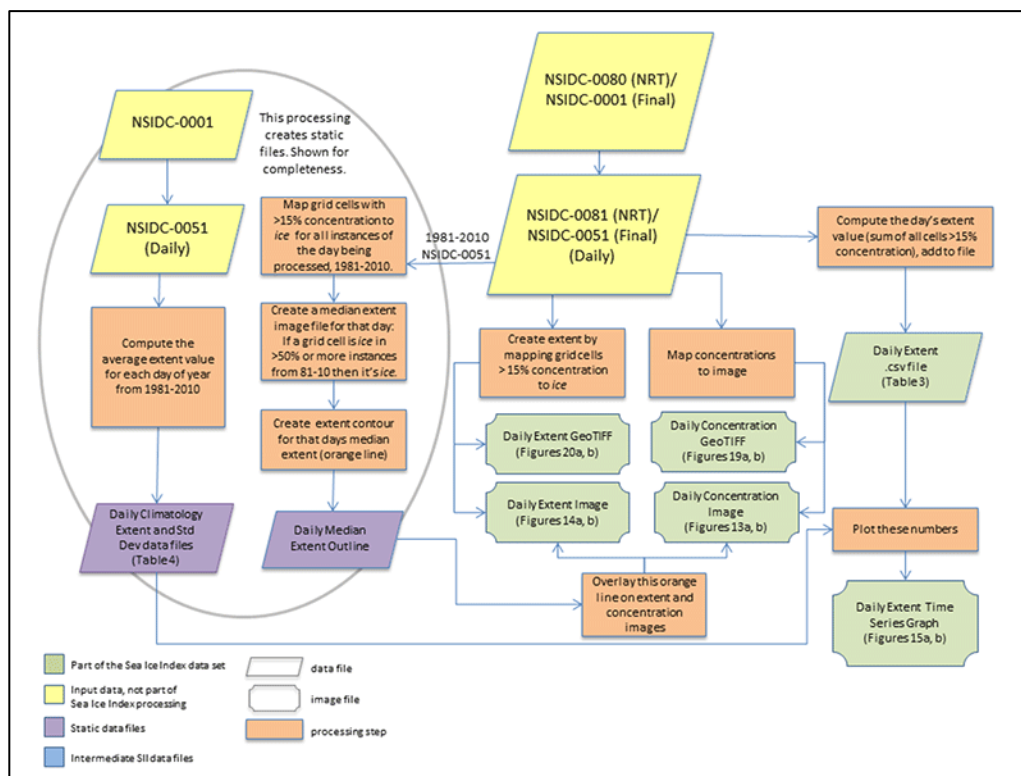 NSIDC-0001
This processing
creates static
files. Shown for
completeness.
NSIDC-0051
(Daily)
Compute the
average extent value
for each day of year
from 1981-2010
Daily Climatology
Extent and Std
Dev data files
(Table 4)
Map grid cells with
>15% concentration to
ice for all instances of
the day being
processed, 1981-2010.
Create a median extent
image file for that day:
If a grid cell is ice in
>50% or more instances
from 81-10 then it's ice.
Create extent contour
for that days median
extent (orange line)
Daily Median
Extent Outline
1981-2010
NSIDC-0051
NSIDC-0080 (NRT)/
NSIDC-0001 (Final)
NSIDC-0081 (NRT)/
NSIDC-0051 (Final)
(Daily)
Create extent by
mapping grid cells
> 15% concentration
to ice
Map concentrations
to image
Daily Extent GeoTIFF
(Figures 20a, b)
Daily Concentration
GeoTIFF
(Figures 19a, b)
Daily Extent Image
(Figures 14a, b)
Daily Concentration
Image
(Figures 13a, b)
Overlay this orange
line on extent and
concentration
images
Compute the day's extent
value (sum of all cells >15%
concentration), add to file
Daily Extent
.csv file
(Table 3)
Plot these numbers
Daily Extent Time
Series Graph
(Figures 15a, b)
Part of the Sea Ice Index data set
Input data, not part of
Sea Ice Index processing
Static data files
Intermediate SII data files
data file
image file
processing step